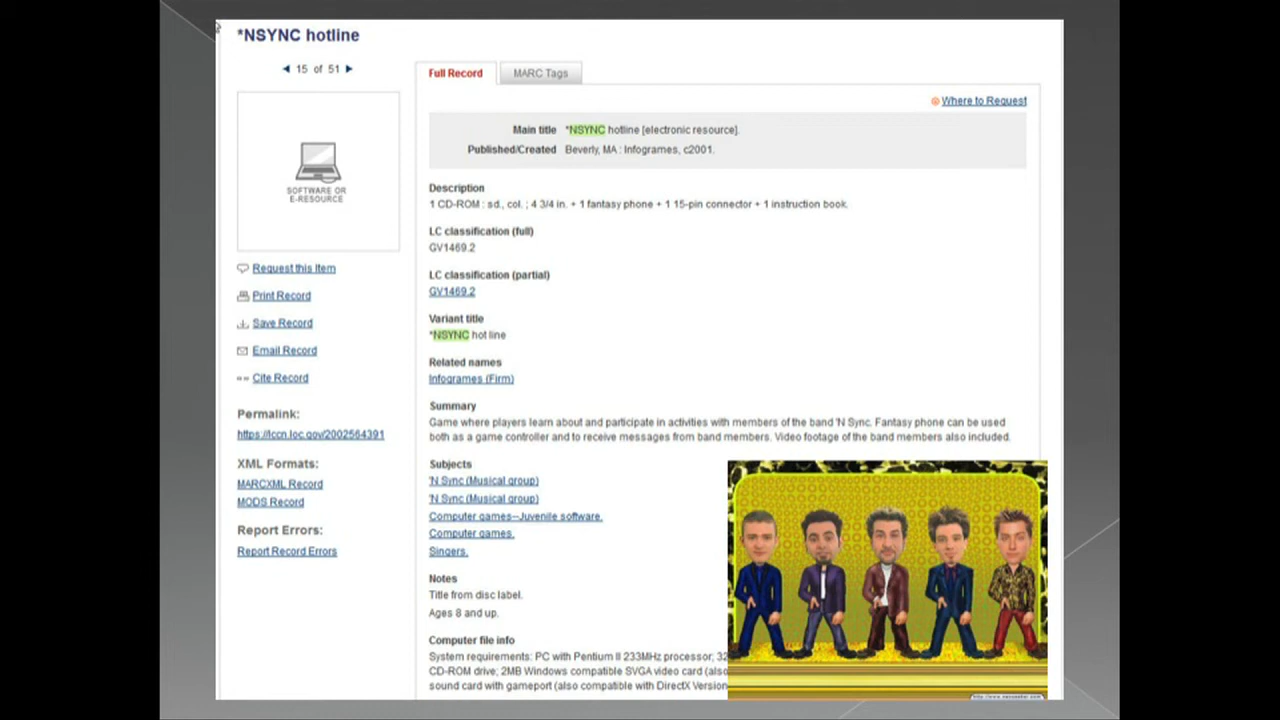 *NSYNC hotline
15 of 51
Full Record
MARC Tags
Where to Request
Main title *NSYNC hotline [electronic resource].
Published/Created Beverly, MA : Infogrames, c2001.
SOFTWARE OR
E-RESOURCE
Description
1 CD-ROM : sd., col. ; 4 3/4 in. + 1 fantasy phone + 1 15-pin connector + 1 instruction book.
LC classification (full)
GV1469.2
LC classification (partial)
GV1469.2
Variant title
*NSYNC hot line
Related names
Infogrames (Firm)
Summary
Game where players learn about and participate in activities with members of the band 'N Sync. Fantasy phone can be used
both as a game controller and to receive messages from band members. Video footage of the band members also included.
Subjects
'N Sync (Musical group)
'N Sync (Musical group)
Computer games--Juvenile software.
Computer games.
Singers.
Notes
Title from disc label.
Ages 8 and up.
Computer file info
System requirements: PC with Pentium II 233MHz processor; 32
CD-ROM drive; 2MB Windows compatible SVGA video card (also
sound card with gameport (also compatible with DirectX Version
Request this Item
Print Record
Save Record
Email Record
Cite Record
Permalink:
https://lccn.loc.gov/2002564391
XML Formats:
MARCXML Record
MODS Record
Report Errors:
Report Record Errors